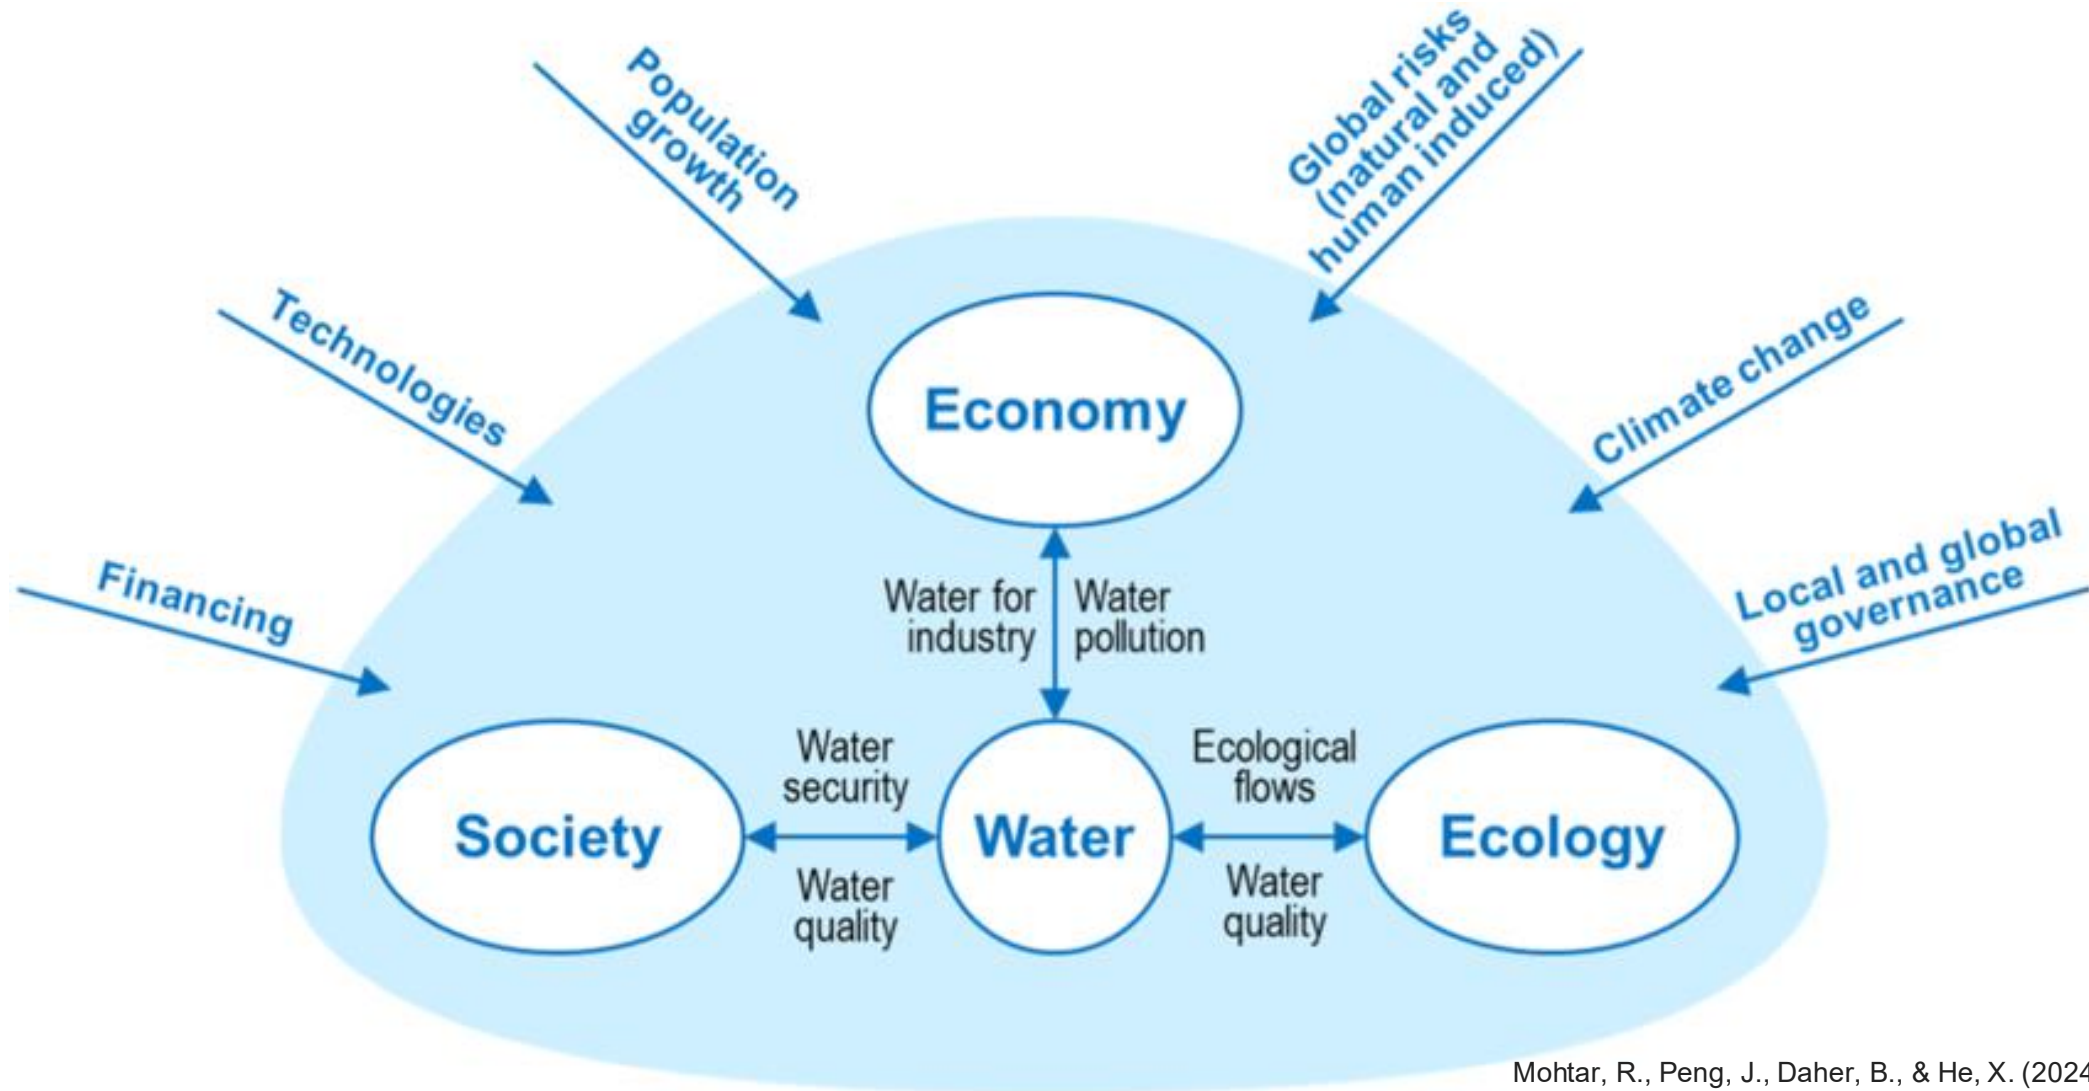 Population
growth
Global risks
(natural and
human induced)
Technologies
Climate change
Financing
Local and global
governance
Economy
Water for
industry
Water
pollution
Water
security
Ecological
flows
Society
Water
Ecology
Water
quality
Water
quality
Mohtar, R., Peng, J., Daher, B., & He, X. (2024